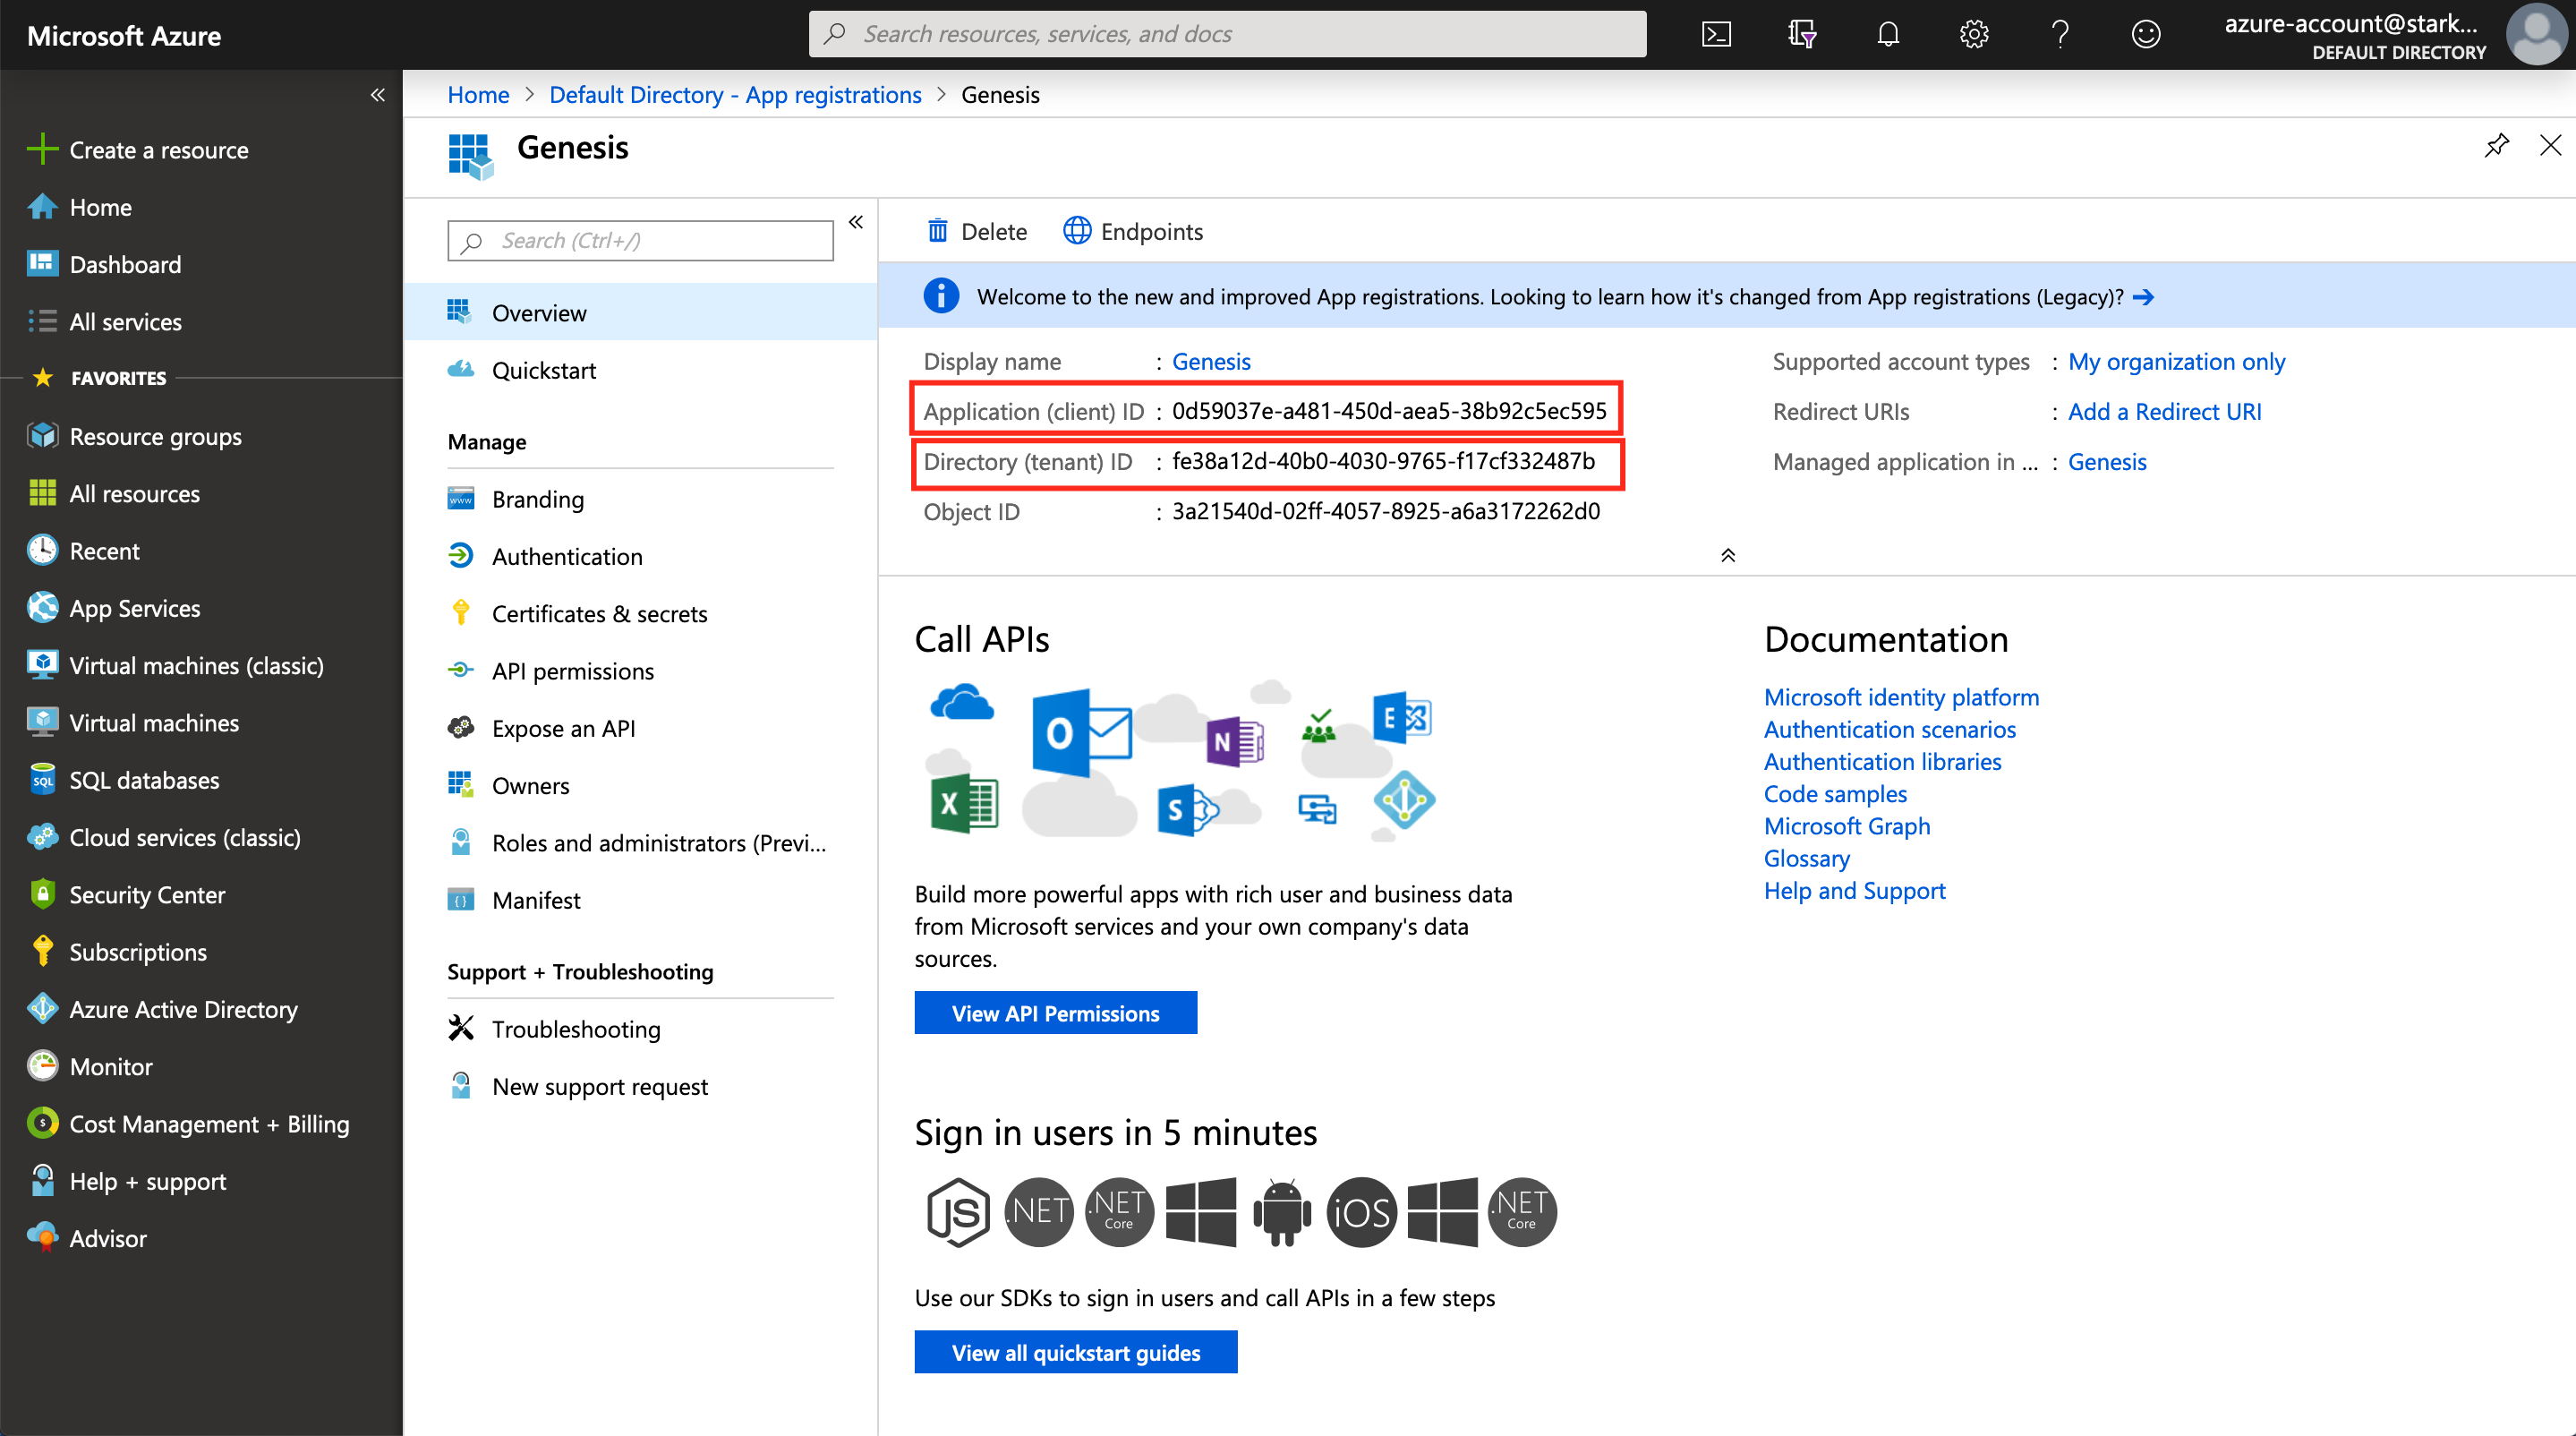 Microsoft Azure
Search resources, services, and docs
azure-account@stark...
DEFAULT DIRECTORY
Create a resource
Home
Dashboard
All services
FAVORITES
Resource groups
All resources
Recent
App Services
Virtual machines (classic)
Virtual machines
SQL databases
Cloud services (classic)
Security Center
Subscriptions
Azure Active Directory
Monitor
Cost Management + Billing
Help + support
Advisor
Home > Default Directory - App registrations > Genesis
Genesis
Search (Ctrl+/)
Overview
Quickstart
Manage
Branding
Authentication
Certificates & secrets
API permissions
Expose an API
Owners
Roles and administrators (Previ...
Manifest
Support + Troubleshooting
Troubleshooting
New support request
Delete Endpoints
Welcome to the new and improved App registrations. Looking to learn how it's changed from App registrations (Legacy)?
Display name : Genesis
Application (client) ID : 0d59037e-a481-450d-aea5-38b92c5ec595
Directory (tenant) ID : fe38a12d-40b0-4030-9765-f17cf332487b
Object ID : 3a21540d-02ff-4057-8925-a6a3172262d0
Supported account types : My organization only
Redirect URIs : Add a Redirect URI
Managed application in ... : Genesis
Call APIs
Build more powerful apps with rich user and business data
from Microsoft services and your own company's data
sources.
View API Permissions
Sign in users in 5 minutes
JS .NET .NET Core iOS .NET Core
Use our SDKs to sign in users and call APIs in a few steps
View all quickstart guides
Documentation
Microsoft identity platform
Authentication scenarios
Authentication libraries
Code samples
Microsoft Graph
Glossary
Help and Support